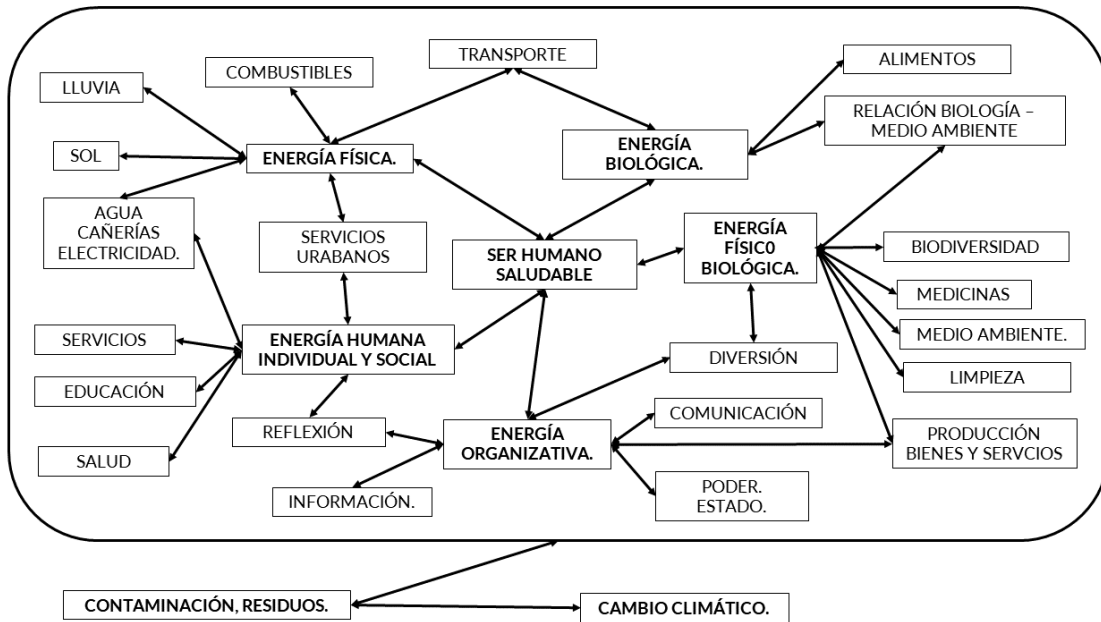 TRANSPORTE
COMBUSTIBLES
ALIMENTOS
LLUVIA
RELACIÓN BIOLOGÍA –
MEDIO AMBIENTE
SOL
ENERGÍA FÍSICA.
ENERGÍA
BIOLÓGICA.
AGUA
CAÑERÍAS
ELECTRICIDAD.
SERVICIOS
URABANOS
SER HUMANO
SALUDABLE
ENERGÍA
FÍSIC0
BIOLÓGICA.
BIODIVERSIDAD
MEDICINAS
SERVICIOS
ENERGÍA HUMANA
INDIVIDUAL Y SOCIAL
DIVERSIÓN
MEDIO AMBIENTE.
EDUCACIÓN
LIMPIEZA
COMUNICACIÓN
REFLEXIÓN
ENERGÍA
ORGANIZATIVA.
PRODUCCIÓN
BIENES Y SERVCIOS
SALUD
INFORMACIÓN.
PODER.
ESTADO.
CONTAMINACIÓN, RESIDUOS.
CAMBIO CLIMÁTICO.